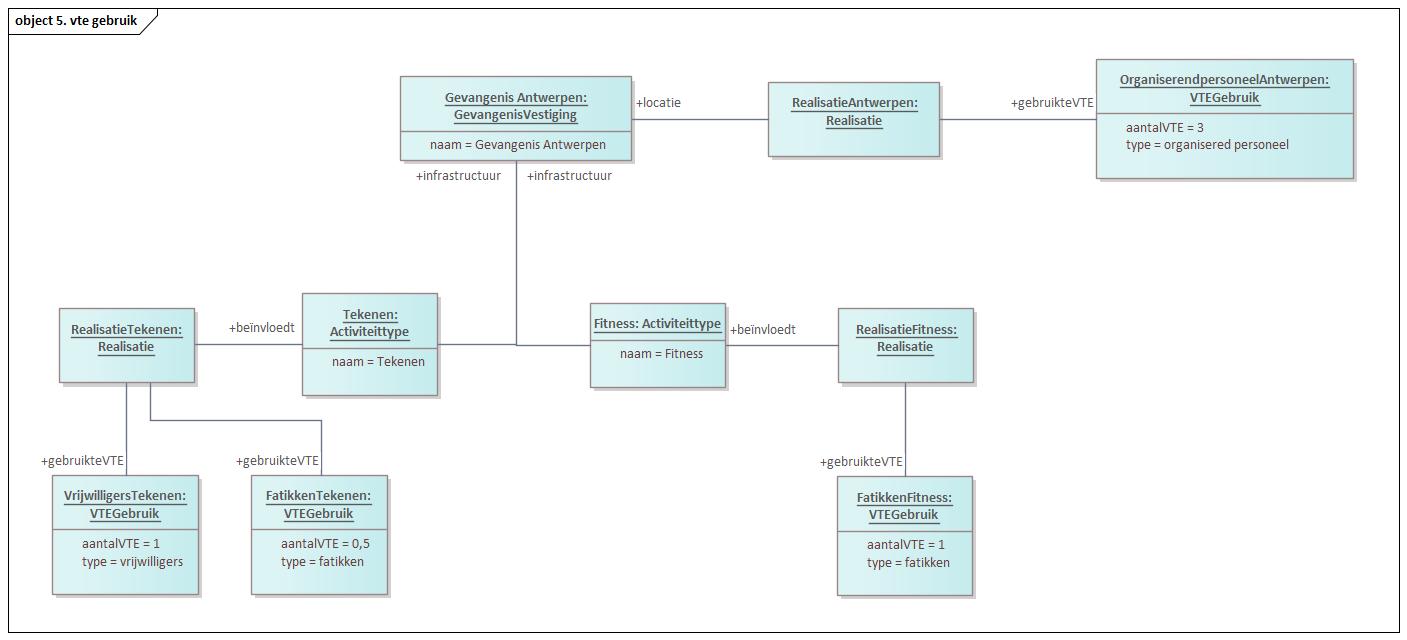 object 5. vte gebruik
Gevangenis Antwerpen:
GevangenisVestiging
naam = Gevangenis Antwerpen
+locatie
RealisatieAntwerpen:
Realisatie
+gebruikteVTE
OrganiserendpersoneelAntwerpen:
VTEGebruik
aantalVTE = 3
type = organisered personeel
+infrastructuur
+infrastructuur
RealisatieTekenen:
Realisatie
+beïnvloedt
Tekenen:
Activiteittype
naam = Tekenen
Fitness: Activiteittype
naam = Fitness
+beïnvloedt
RealisatieFitness:
Realisatie
+gebruikteVTE
+gebruikteVTE
+gebruikteVTE
VrijwilligersTekenen:
VTEGebruik
aantalVTE = 1
type = vrijwilligers
FatikkenTekenen:
VTEGebruik
aantalVTE = 0,5
type = fatikken
FatikkenFitness:
VTEGebruik
aantalVTE = 1
type = fatikken